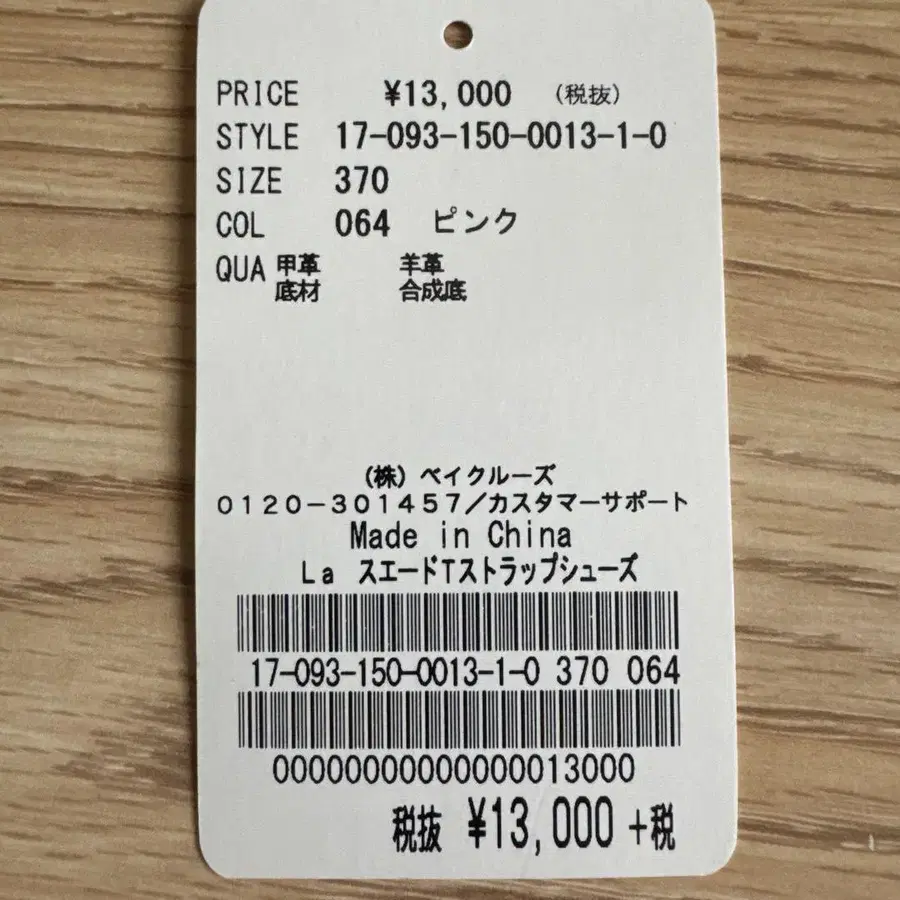 PRICE ¥13,000 (税抜)
STYLE 17-093-150-0013-1-0
SIZE 370
COL 064 ピンク
QUA 甲革 羊革
底材 合成底
(株) ベイクルーズ
0120-301457/カスタマーサポート
Made in China
La スエードTストラップシューズ
17-093-150-0013-1-0 370 064
00000000000000013000
税抜 ¥13,000 +税